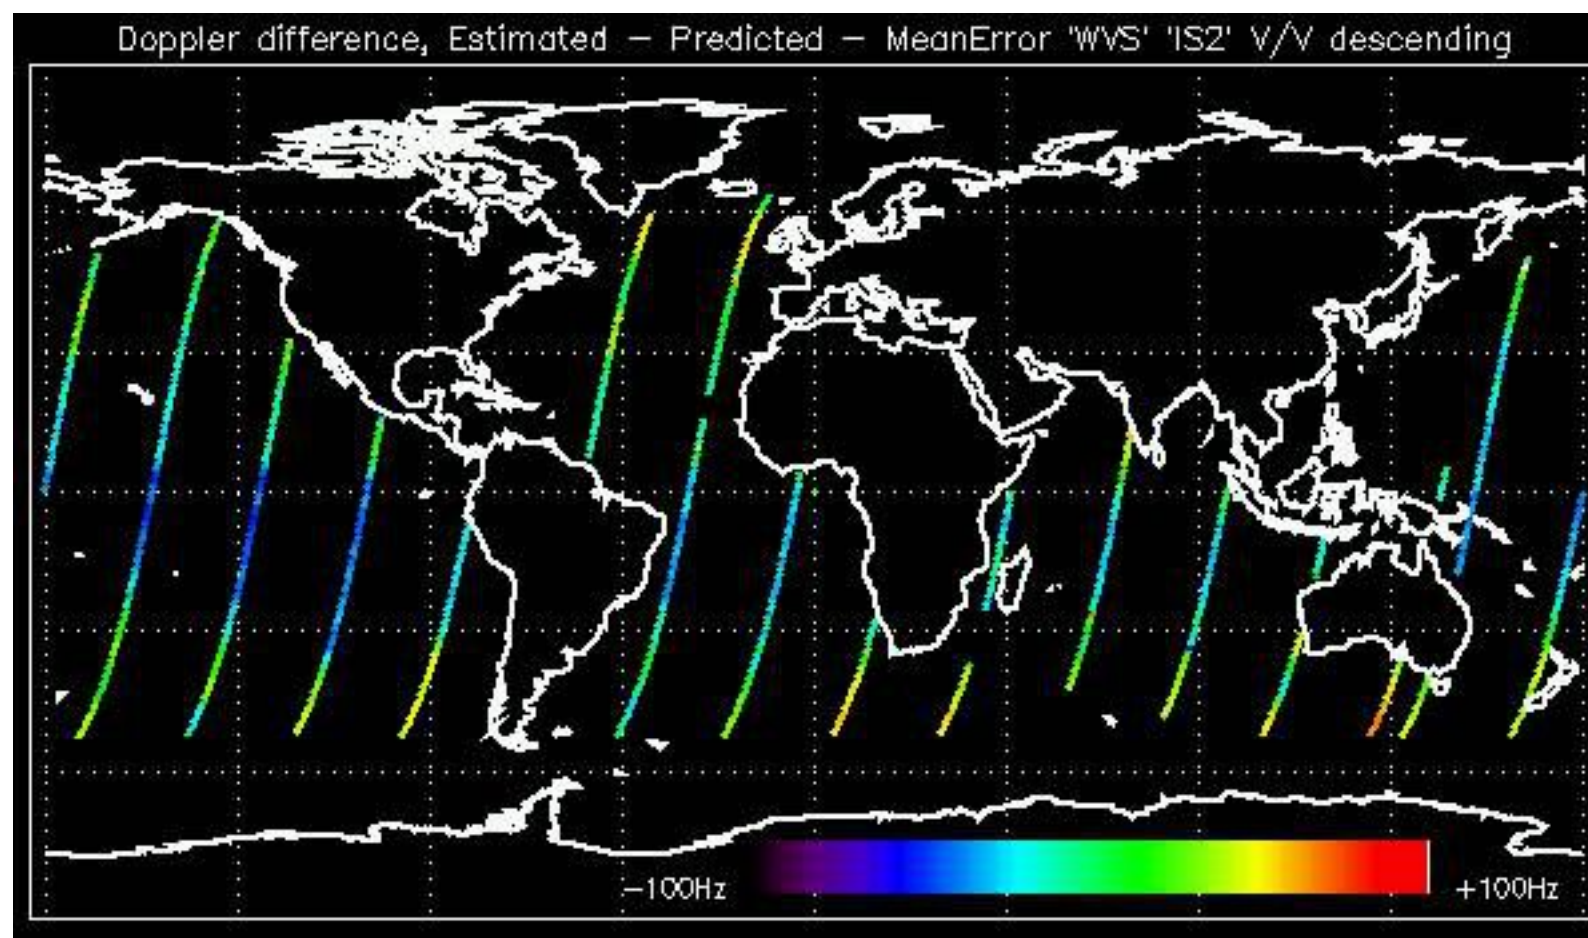 Doppler difference, Estimated – Predicted – MeanError 'WVS' 'IS2' V/V descending
−100Hz
+100Hz